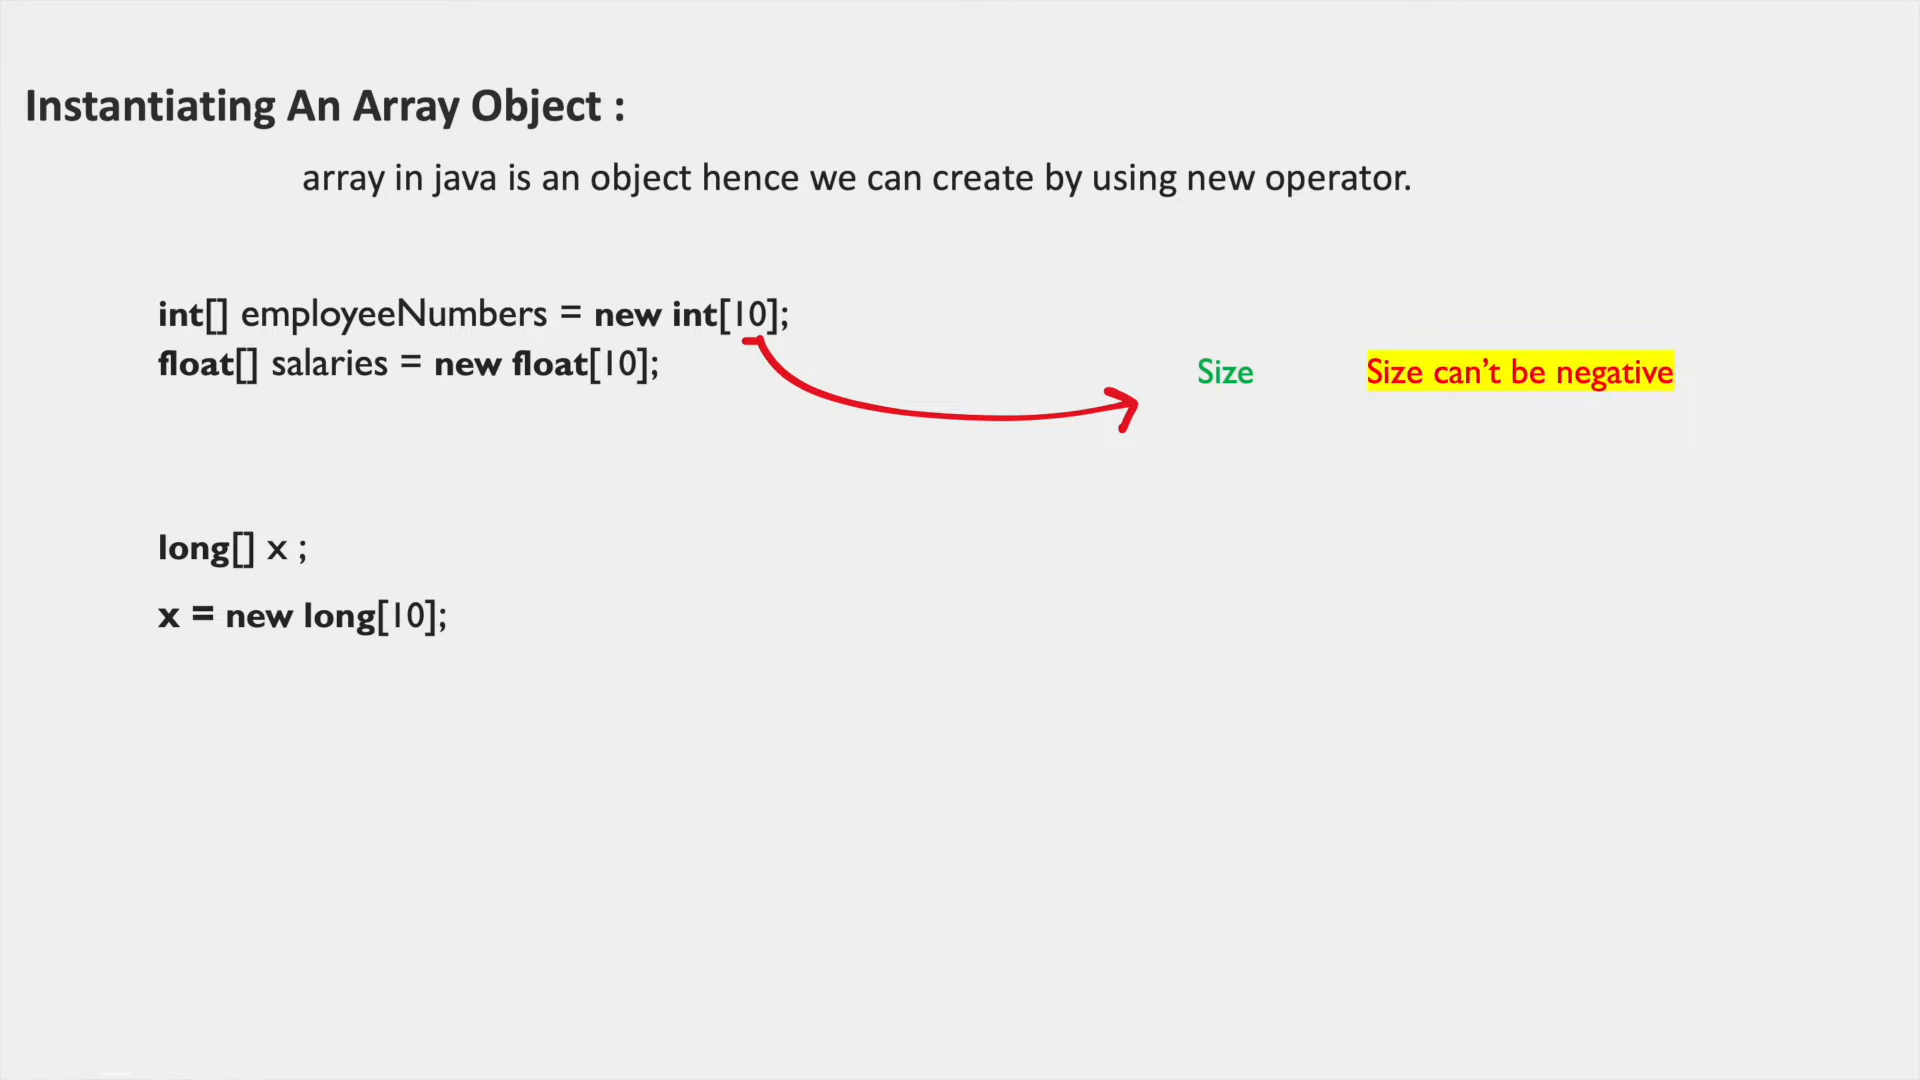 Instantiating An Array Object :
array in java is an object hence we can create by using new operator.
int[] employeeNumbers = new int[10];
float[] salaries = new float[10];
Size
Size can’t be negative
long[] x ;
x = new long[10];